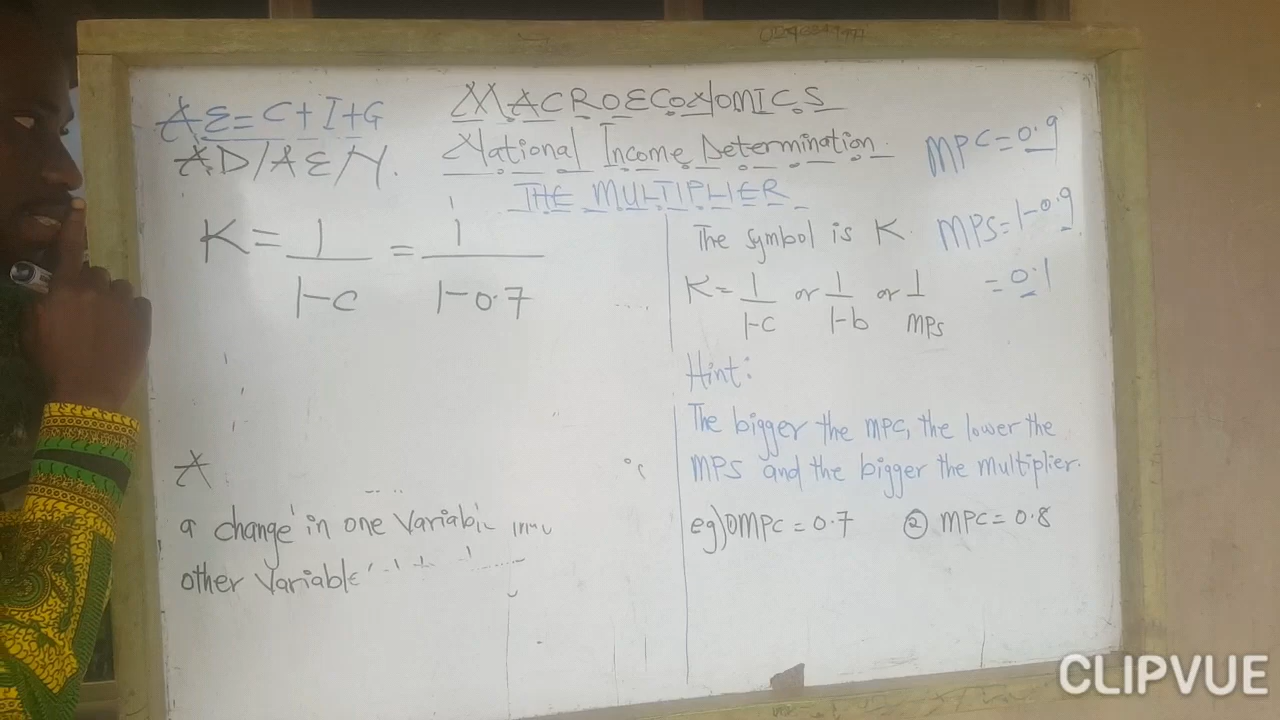 MACROECONOMICS
National Income Determination
THE MULTIPLIER
AE=C+I+G
AD/AE/Y.
K= 1/1-c = 1/1-0.7
a change in one variable
other variable
MPC=0.9
MPS=1-0.9
=0.1
The symbol is K.
K= 1/1-c or 1/1-b or 1/MPS
Hint:
The bigger the MPC, the lower the
MPS and the bigger the multiplier.
eg) ① MPC = 0.7 ② MPC = 0.8
CLIPVUE